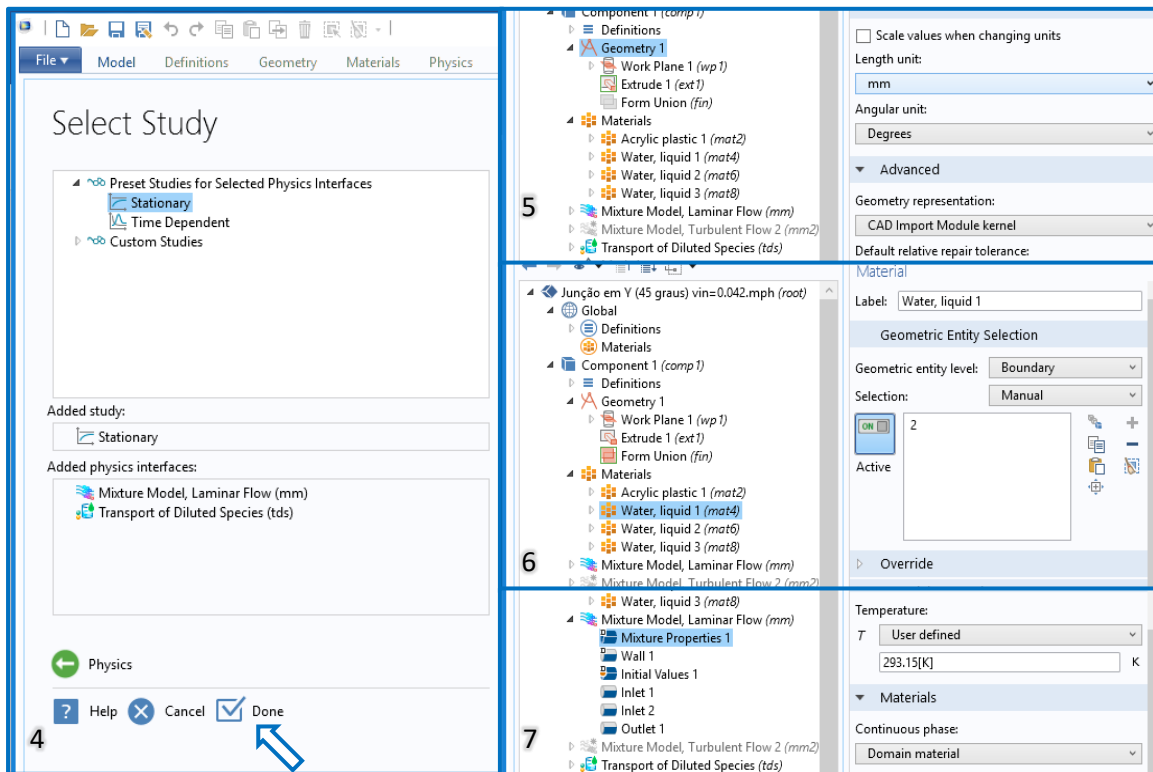 File
Model
Definitions
Geometry
Materials
Physics
Select Study
Preset Studies for Selected Physics Interfaces
Stationary
Time Dependent
Custom Studies
Added study:
Stationary
Added physics interfaces:
Mixture Model, Laminar Flow (mm)
Transport of Diluted Species (tds)
Physics
Help
Cancel
Done
4
Component 1 (comp1)
Definitions
Geometry 1
Work Plane 1 (wp1)
Extrude 1 (ext1)
Form Union (fin)
Materials
Acrylic plastic 1 (mat2)
Water, liquid 1 (mat4)
Water, liquid 2 (mat6)
Water, liquid 3 (mat8)
Mixture Model, Laminar Flow (mm)
Mixture Model, Turbulent Flow 2 (mm2)
Transport of Diluted Species (tds)
5
Scale values when changing units
Length unit:
mm
Angular unit:
Degrees
Advanced
Geometry representation:
CAD Import Module kernel
Default relative repair tolerance:
Junção em Y (45 graus) vin=0.042.mph (root)
Global
Definitions
Materials
Component 1 (comp1)
Definitions
Geometry 1
Work Plane 1 (wp1)
Extrude 1 (ext1)
Form Union (fin)
Materials
Acrylic plastic 1 (mat2)
Water, liquid 1 (mat4)
Water, liquid 2 (mat6)
Water, liquid 3 (mat8)
Mixture Model, Laminar Flow (mm)
Mixture Model, Turbulent Flow 2 (mm2)
6
Material
Label: Water, liquid 1
Geometric Entity Selection
Geometric entity level: Boundary
Selection: Manual
ON
2
Active
Override
Water, liquid 3 (mat8)
Mixture Model, Laminar Flow (mm)
Mixture Properties 1
Wall 1
Initial Values 1
Inlet 1
Inlet 2
Outlet 1
Mixture Model, Turbulent Flow 2 (mm2)
Transport of Diluted Species (tds)
7
Temperature:
T User defined
293.15[K] K
Materials
Continuous phase:
Domain material